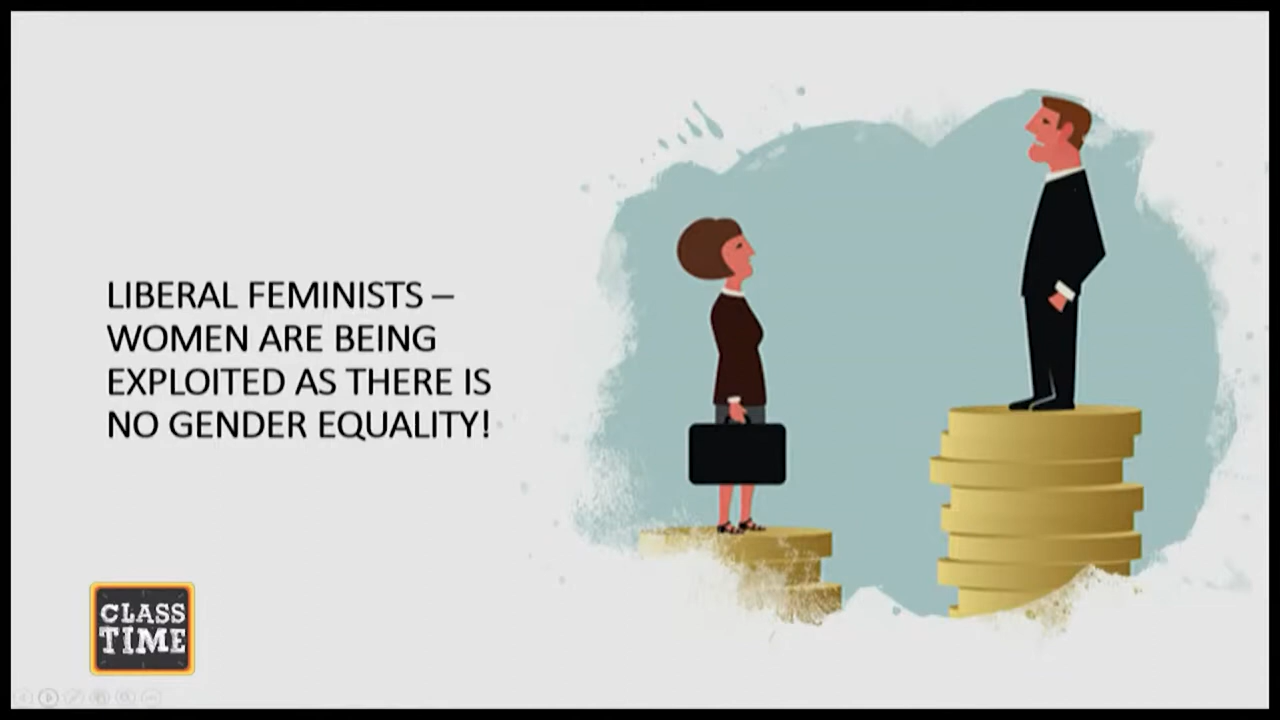 LIBERAL FEMINISTS –
WOMEN ARE BEING
EXPLOITED AS THERE IS
NO GENDER EQUALITY!
CLASS
TIME